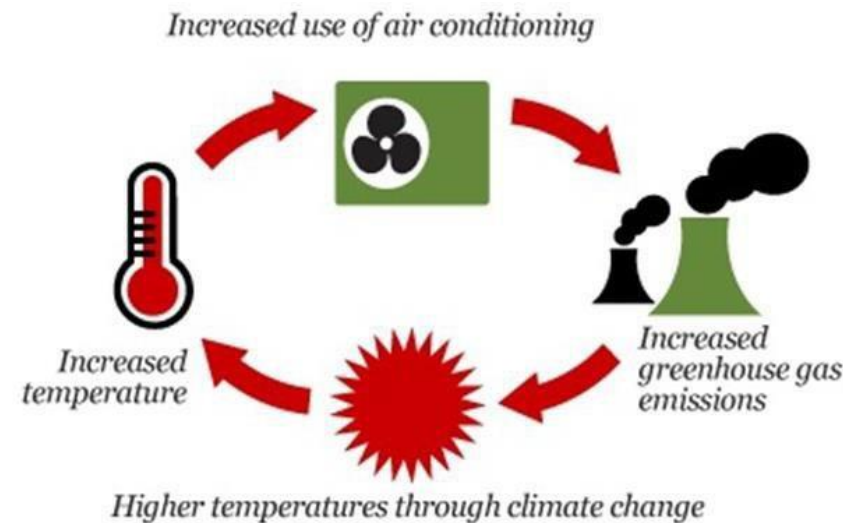 Increased use of air conditioning
Increased
temperature
Increased
greenhouse gas
emissions
Higher temperatures through climate change